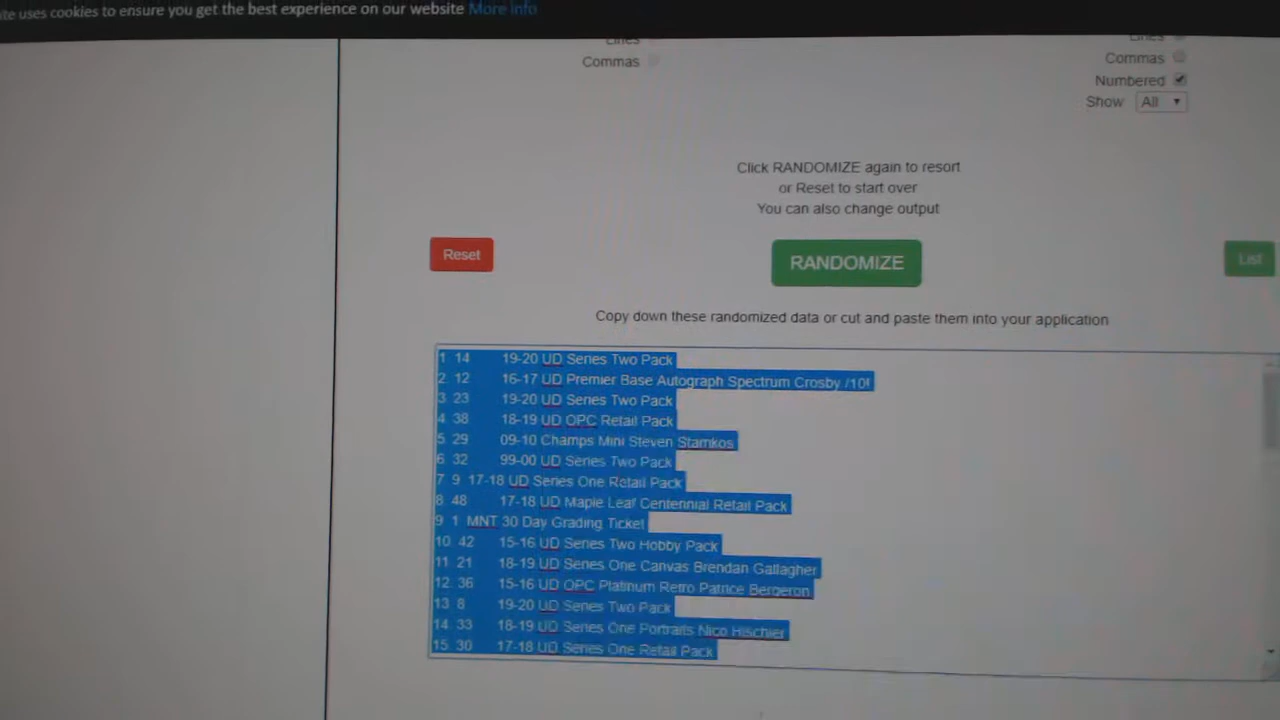 ite uses cookies to ensure you get the best experience on our website More info
Lines Lines
Commas Commas
Numbered
Show All
Click RANDOMIZE again to resort
or Reset to start over
You can also change output
Reset RANDOMIZE List
Copy down these randomized data or cut and paste them into your application
1 14 19-20 UD Series Two Pack
2. 12 16-17 UD Premier Base Autograph Spectrum Crosby /10!
3 23 19-20 UD Series Two Pack
4 38 18-19 UD OPC Retail Pack
5 29 09-10 Champs Mini Steven Stamkos
6 32 99-00 UD Series Two Pack
7 9 17-18 UD Series One Retail Pack
8 48 17-18 UD Maple Leaf Centennial Retail Pack
9 1 MNT 30 Day Grading Ticket
10. 42 15-16 UD Series Two Hobby Pack
11 21 18-19 UD Series One Canvas Brendan Gallagher
12. 36 15-16 UD OPC Platinum Retro Patrice Bergeron
13 8 19-20 UD Series Two Pack
14. 33 18-19 UD Series One Portraits Nico Hischier
15. 30 17-18 UD Series One Retail Pack